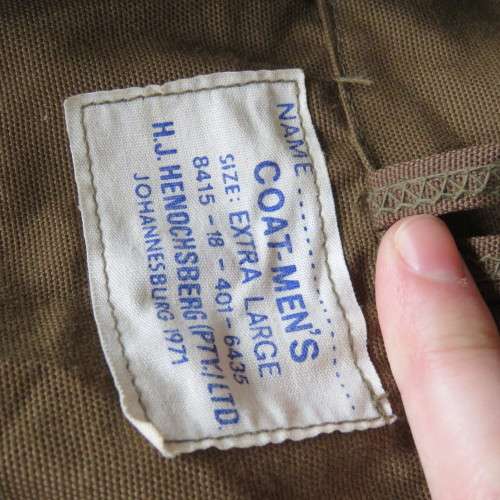 NAME ....................
COAT-MEN'S
SIZE: EXTRA LARGE
8415 - 18 - 401 - 6435
H.J. HENOCHSBERG (PTY.) LTD.
JOHANNESBURG 1971